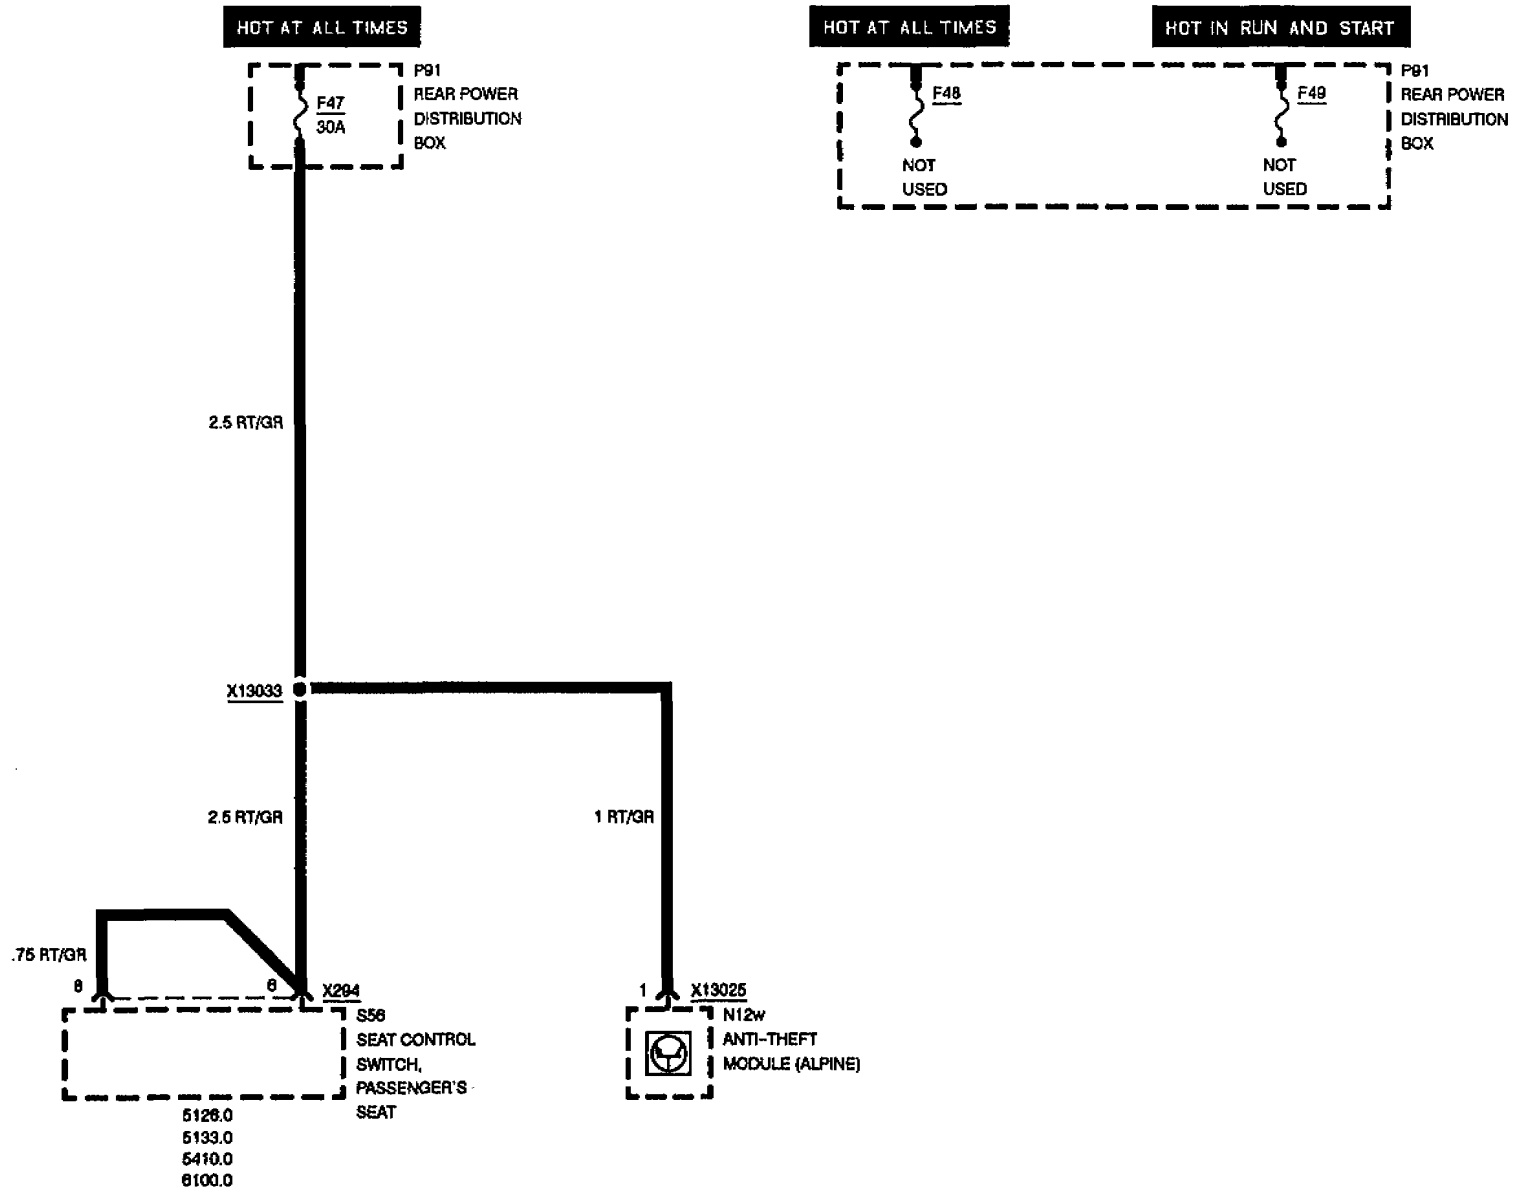 HOT AT ALL TIMES
HOT AT ALL TIMES
HOT IN RUN AND START
P91
REAR POWER
DISTRIBUTION
BOX
F47
30A
P91
REAR POWER
DISTRIBUTION
BOX
F48
NOT
USED
F49
NOT
USED
2.5 RT/GR
X13033
2.5 RT/GR
1 RT/GR
.75 RT/GR
8
6
X294
1
X13025
S56
SEAT CONTROL
SWITCH,
PASSENGER'S
SEAT
N12w
ANTI-THEFT
MODULE (ALPINE)
5126.0
5133.0
5410.0
6100.0